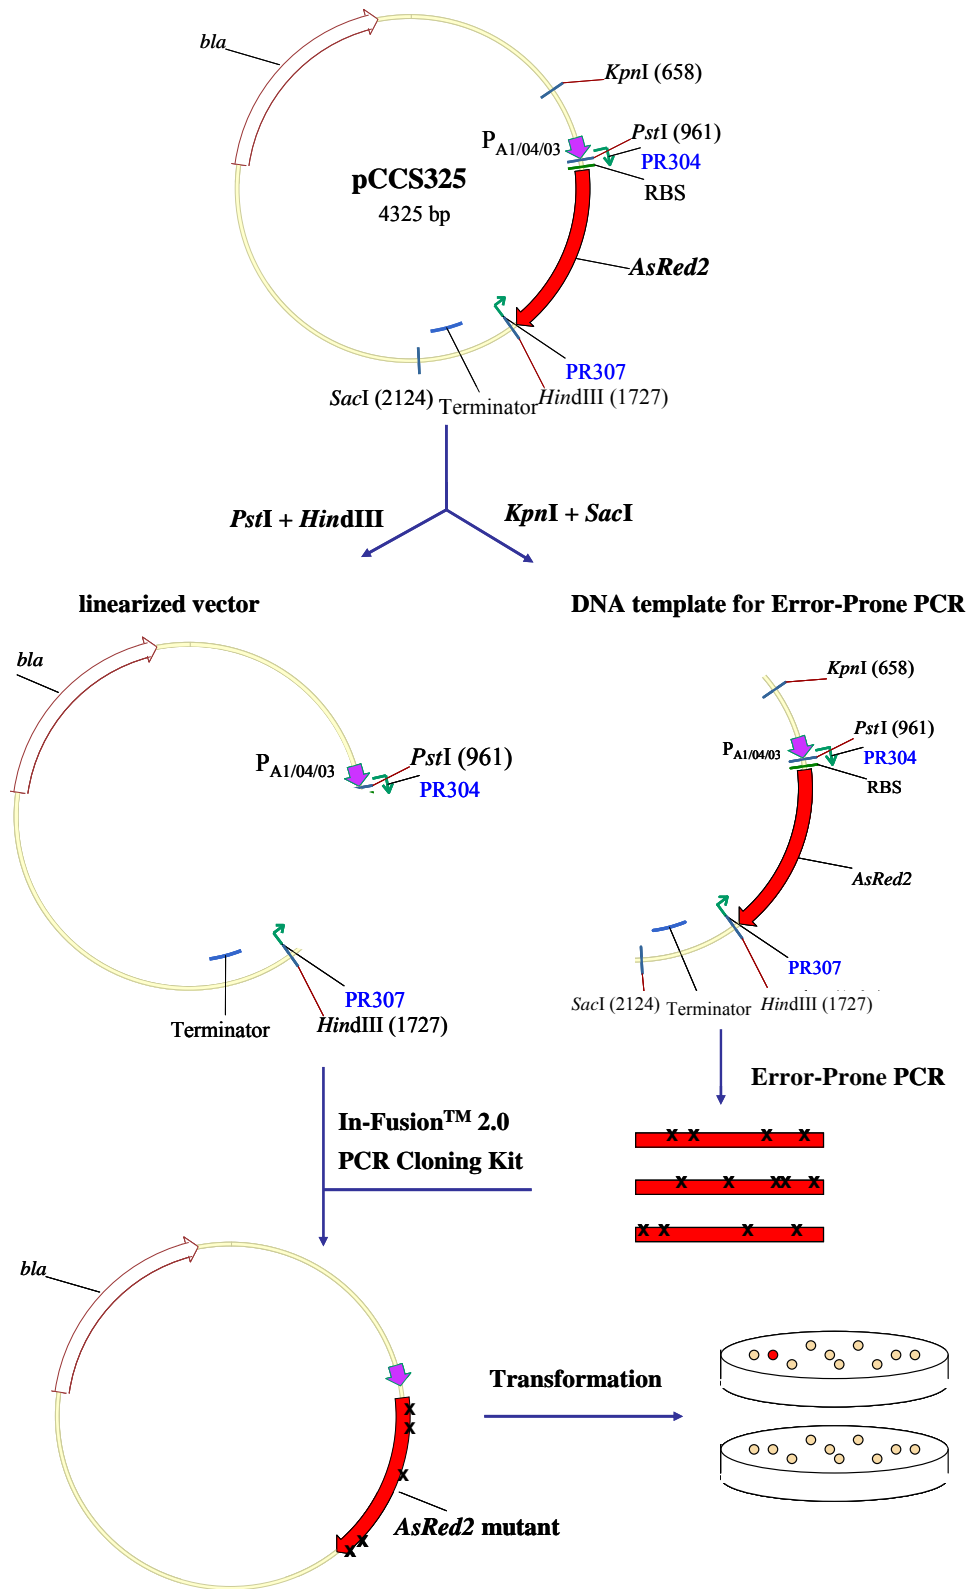 bla
KpnI (658)
PA1/04/03
PstI (961)
PR304
RBS
pCCS325
4325 bp
AsRed2
PR307
SacI (2124)
Terminator
HindIII (1727)
PstI + HindIII
KpnI + SacI
linearized vector
DNA template for Error-Prone PCR
bla
PA1/04/03
PstI (961)
PR304
PR307
Terminator
HindIII (1727)
KpnI (658)
PstI (961)
PA1/04/03
PR304
RBS
AsRed2
PR307
SacI (2124)
Terminator
HindIII (1727)
Error-Prone PCR
x x x x
x x xx x
x x x x
In-Fusion™ 2.0
PCR Cloning Kit
bla
x
x
x
x
x
AsRed2 mutant
Transformation